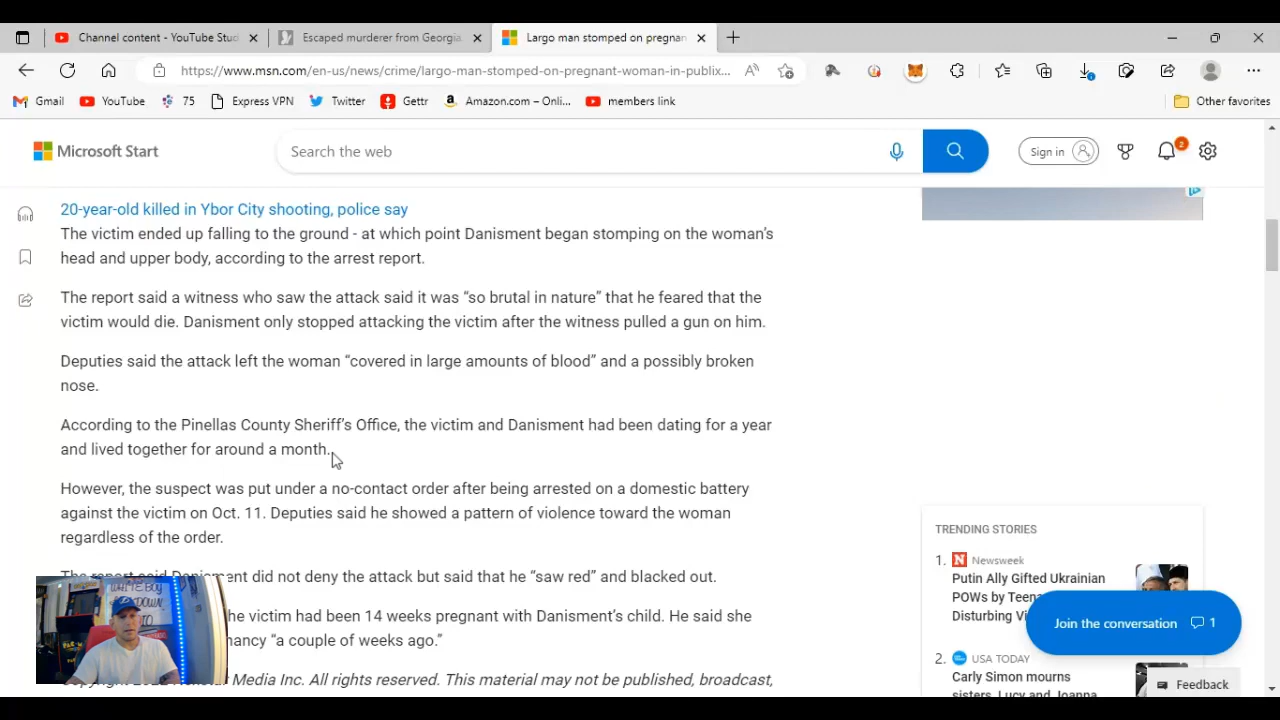 Channel content - YouTube Stud
Escaped murderer from Georgia
Largo man stomped on pregnan
https://www.msn.com/en-us/news/crime/largo-man-stomped-on-pregnant-woman-in-publix...
Gmail
YouTube
75
Express VPN
Twitter
Gettr
Amazon.com – Onli...
members link
Other favorites
Microsoft Start
Search the web
Sign in
2
20-year-old killed in Ybor City shooting, police say
The victim ended up falling to the ground - at which point Danisment began stomping on the woman's
head and upper body, according to the arrest report.
The report said a witness who saw the attack said it was “so brutal in nature” that he feared that the
victim would die. Danisment only stopped attacking the victim after the witness pulled a gun on him.
Deputies said the attack left the woman “covered in large amounts of blood” and a possibly broken
nose.
According to the Pinellas County Sheriff's Office, the victim and Danisment had been dating for a year
and lived together for around a month.
However, the suspect was put under a no-contact order after being arrested on a domestic battery
against the victim on Oct. 11. Deputies said he showed a pattern of violence toward the woman
regardless of the order.
The report said Danisment did not deny the attack but said that he “saw red” and blacked out.
he victim had been 14 weeks pregnant with Danisment's child. He said she
nancy “a couple of weeks ago.”
Media Inc. All rights reserved. This material may not be published, broadcast,
TRENDING STORIES
1.
Newsweek
Putin Ally Gifted Ukrainian
POWs by Teen
Disturbing Vi
Join the conversation
1
2.
USA TODAY
Carly Simon mourns
sisters, Lucy and Joanna
Feedback